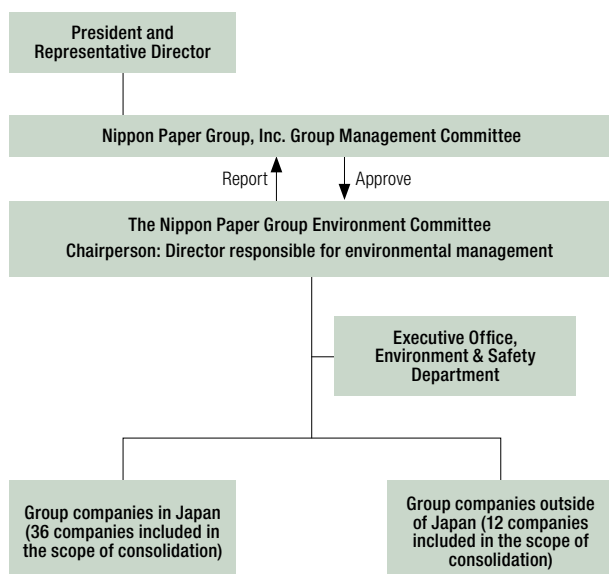 President and
Representative Director
Nippon Paper Group, Inc. Group Management Committee
Report
Approve
The Nippon Paper Group Environment Committee
Chairperson: Director responsible for environmental management
Executive Office,
Environment & Safety
Department
Group companies in Japan
(36 companies included in
the scope of consolidation)
Group companies outside
of Japan (12 companies
included in the scope of
consolidation)